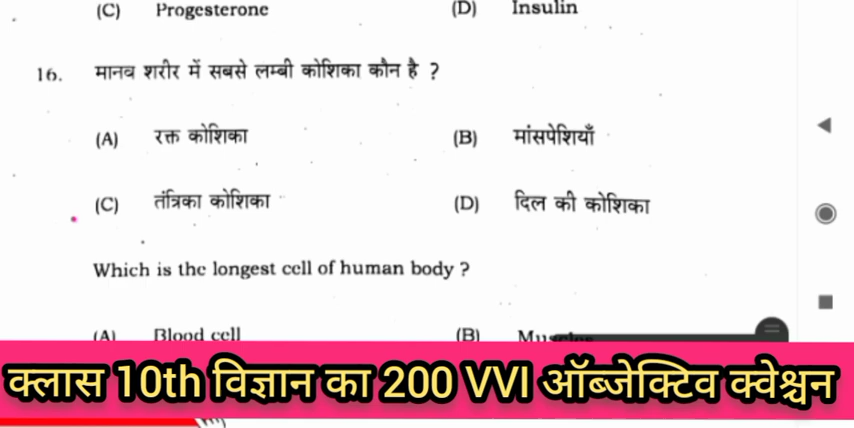 (C) Progesterone (D) Insulin
16. मानव शरीर में सबसे लम्बी कोशिका कौन है ?
(A) रक्त कोशिका (B) मांसपेशियाँ
(C) तंत्रिका कोशिका (D) दिल की कोशिका
Which is the longest cell of human body ?
(A) Blood cell (B) Muscles
क्लास 10th विज्ञान का 200 VVI ऑब्जेक्टिव क्वेश्चन